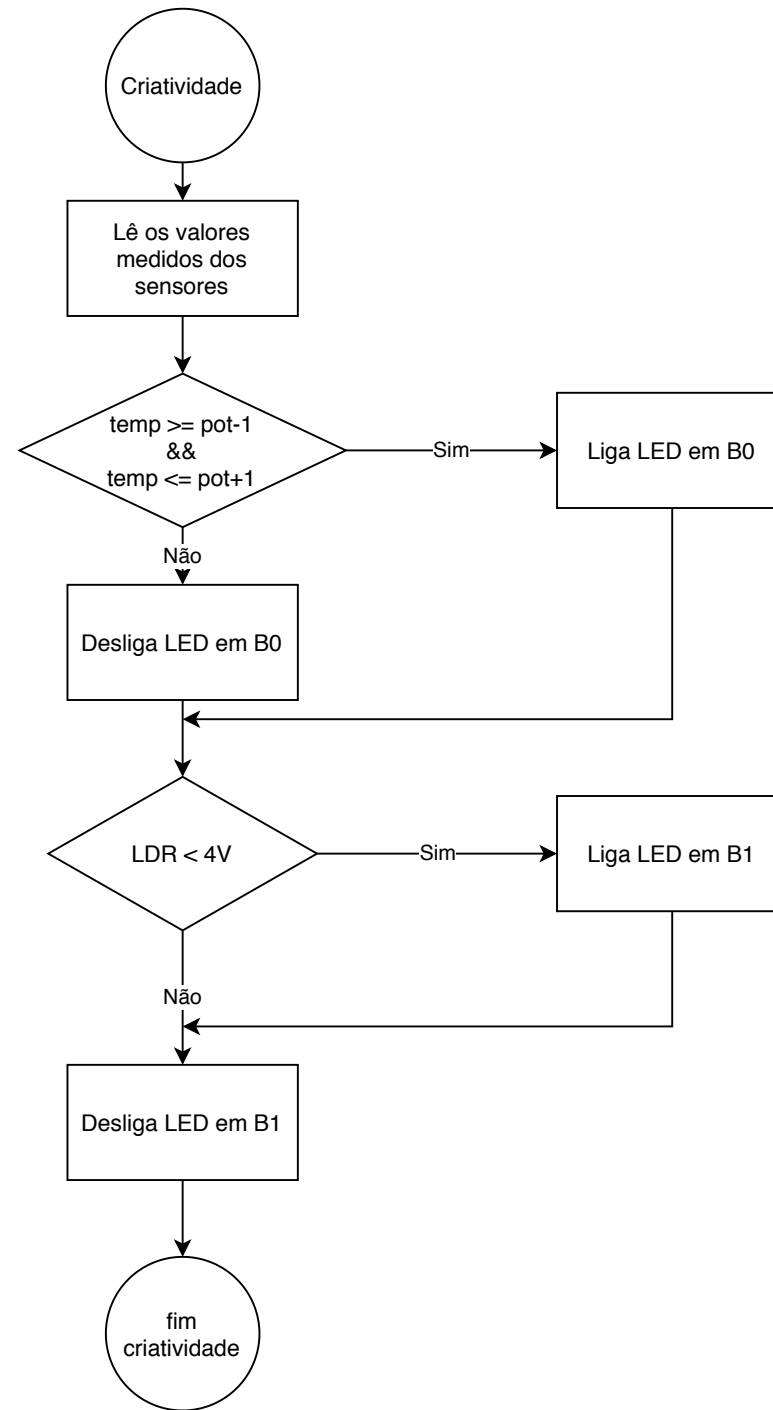 Criatividade
Lê os valores
medidos dos
sensores
temp >= pot-1
&&
temp <= pot+1
Sim
Liga LED em B0
Não
Desliga LED em B0
LDR < 4V
Sim
Liga LED em B1
Não
Desliga LED em B1
fim
criatividade